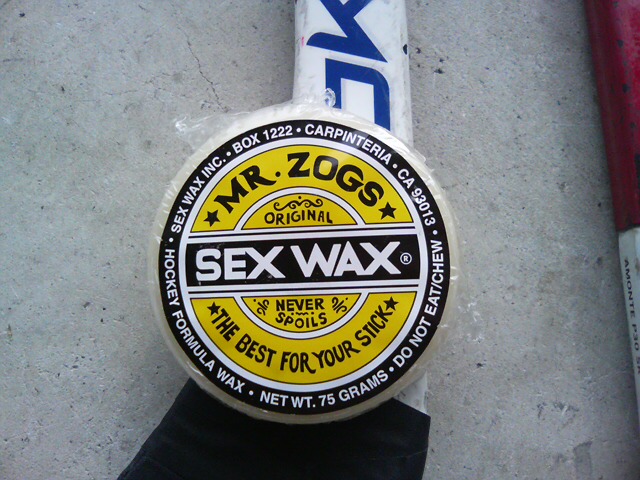 SEX WAX INC. • BOX 1222 • CARPINTERIA • CA 93013 •
MR. ZOGS
ORIGINAL
SEX WAX®
NEVER
SPOILS
THE BEST FOR YOUR STICK
HOCKEY FORMULA WAX • NET WT. 75 GRAMS • DO NOT EAT/CHEW •
AMONTE